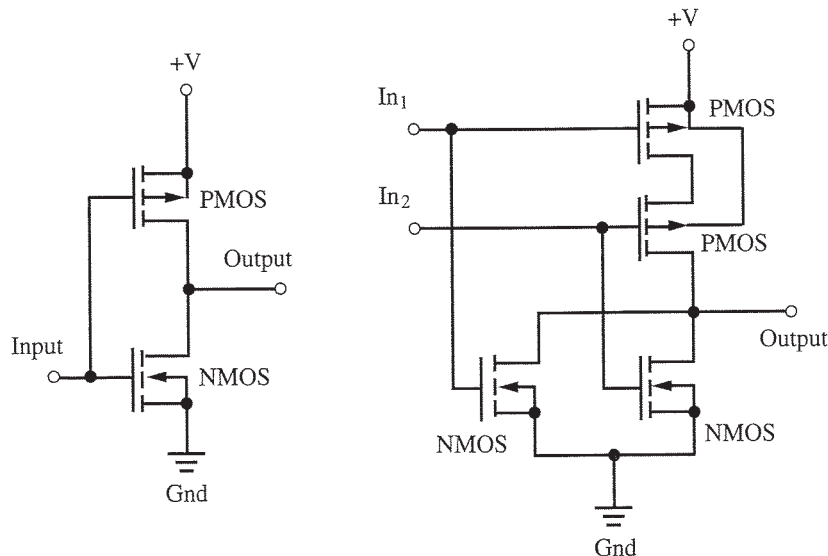 +V
PMOS
Output
Input
NMOS
Gnd
+V
In₁
PMOS
In₂
PMOS
Output
NMOS
NMOS
Gnd